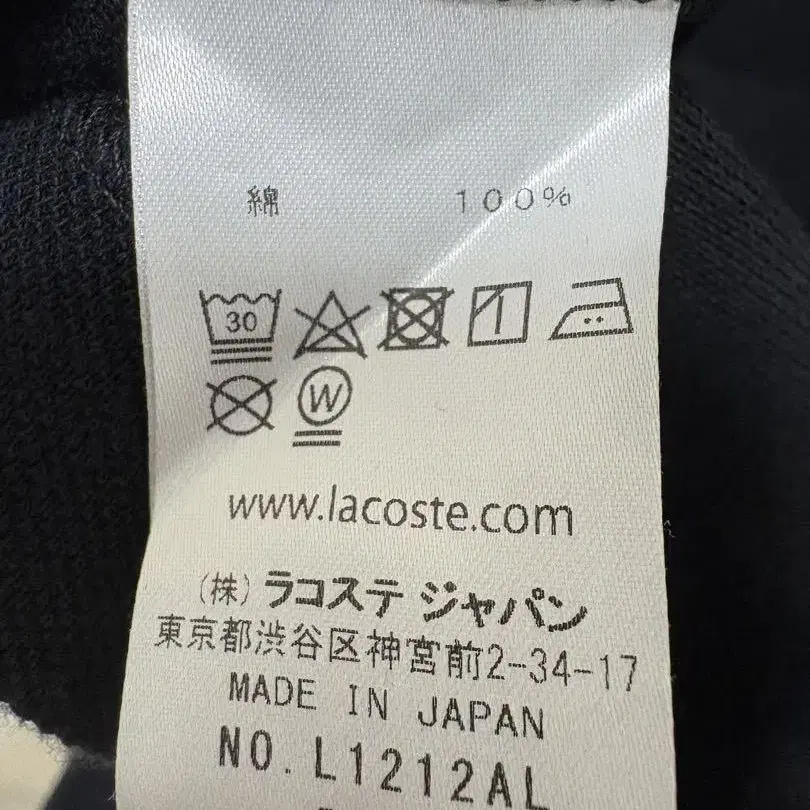 綿 100%
30
W
www.lacoste.com
(株) ラコステ ジャパン
東京都渋谷区神宮前2-34-17
MADE IN JAPAN
NO. L1212AL